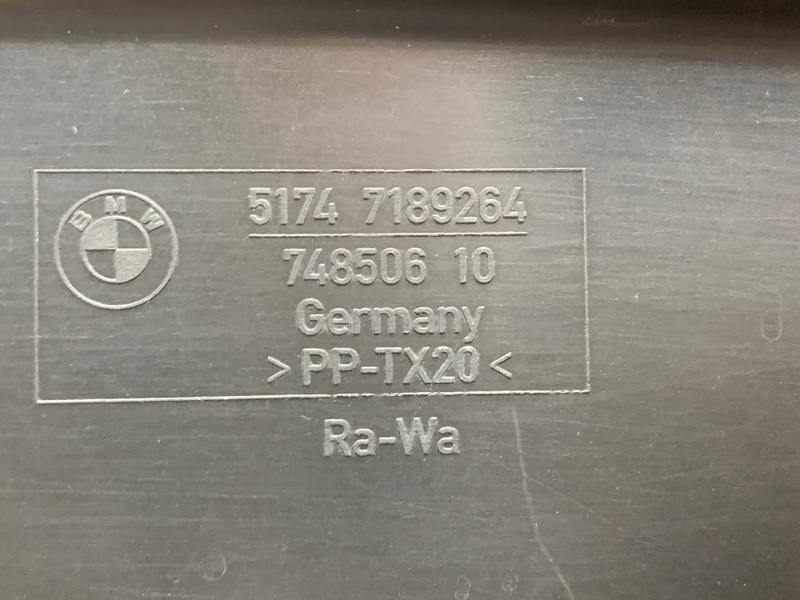 BMW
5174 7189264
748506 10
Germany
>PP-TX20<
Ra-Wa